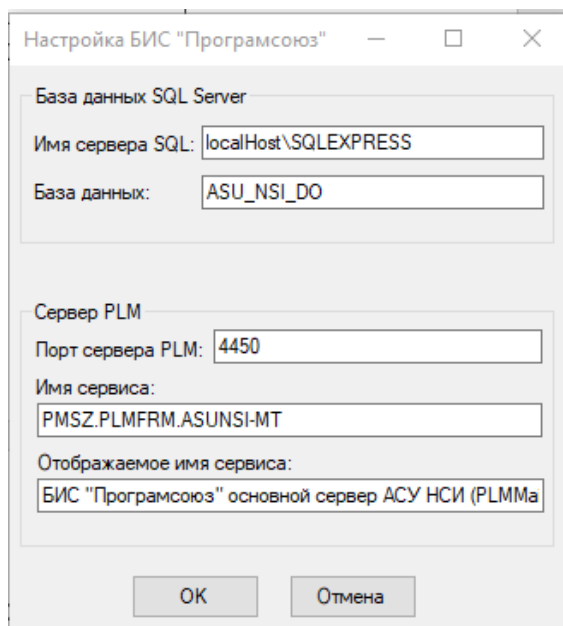 Настройка БИС "Програмсоюз"
База данных SQL Server
Имя сервера SQL: localHost\SQLEXPRESS
База данных: ASU_NSI_DO
Сервер PLM
Порт сервера PLM: 4450
Имя сервиса:
PMSZ.PLMFRM.ASUNSI-MT
Отображаемое имя сервиса:
БИС "Програмсоюз" основной сервер АСУ НСИ (PLMMa
OK Отмена